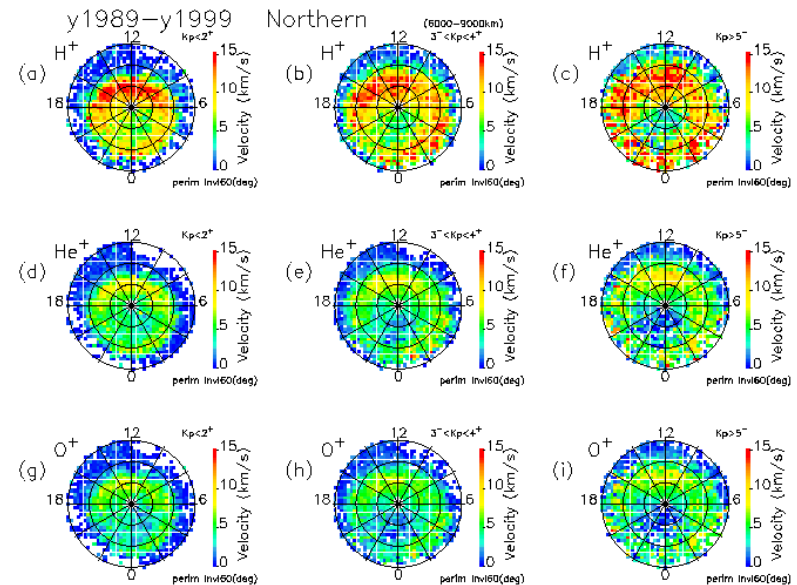 y1989–y1999 Northern (6000–9000km)
H⁺ 12 Kp<2⁺ 15
(a) 18 6 10 5 0 Velocity (km/s)
0 perim Invl60(deg)
H⁺ 12 3⁻<Kp<4⁺ 15
(b) 18 6 10 5 0 Velocity (km/s)
0 perim Invl60(deg)
H⁺ 12 Kp>5⁻ 15
(c) 18 6 10 5 0 Velocity (km/s)
0 perim Invl60(deg)
He⁺ 12 Kp<2⁺ 15
(d) 18 6 10 5 0 Velocity (km/s)
0 perim Invl60(deg)
He⁺ 12 3⁻<Kp<4⁺ 15
(e) 18 6 10 5 0 Velocity (km/s)
0 perim Invl60(deg)
He⁺ 12 Kp>5⁻ 15
(f) 18 6 10 5 0 Velocity (km/s)
0 perim Invl60(deg)
O⁺ 12 Kp<2⁺ 15
(g) 18 6 10 5 0 Velocity (km/s)
0 perim Invl60(deg)
O⁺ 12 3⁻<Kp<4⁺ 15
(h) 18 6 10 5 0 Velocity (km/s)
0 perim Invl60(deg)
O⁺ 12 Kp>5⁻ 15
(i) 18 6 10 5 0 Velocity (km/s)
0 perim Invl60(deg)